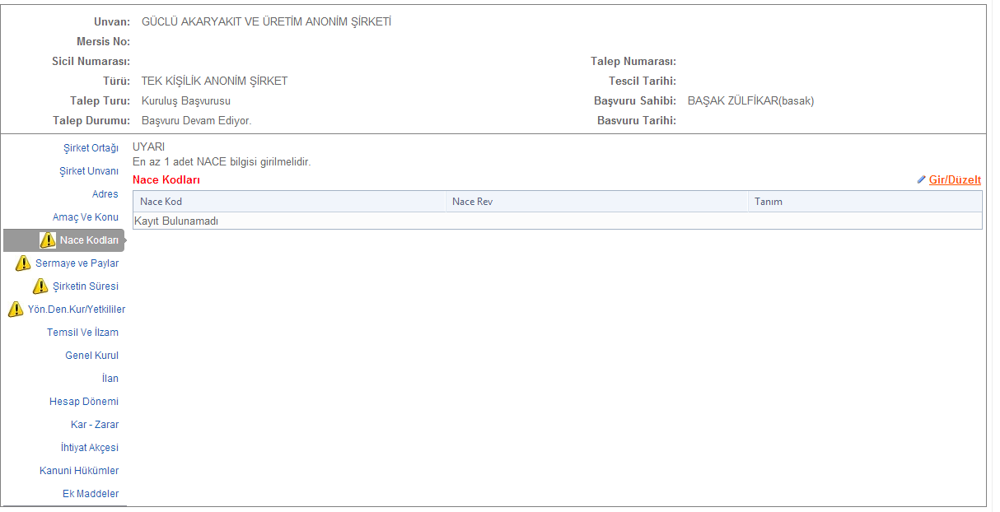 Unvan: GÜCLÜ AKARYAKIT VE ÜRETİM ANONİM ŞİRKETİ
Mersis No:
Sicil Numarası: Talep Numarası:
Türü: TEK KİŞİLİK ANONİM ŞİRKET Tescil Tarihi:
Talep Turu: Kuruluş Başvurusu Başvuru Sahibi: BAŞAK ZÜLFİKAR(basak)
Talep Durumu: Başvuru Devam Ediyor. Basvuru Tarihi:
Şirket Ortağı
Şirket Unvanı
Adres
Amaç Ve Konu
Nace Kodları
Sermaye ve Paylar
Şirketin Süresi
Yön.Den.Kur/Yetkililer
Temsil Ve İlzam
Genel Kurul
İlan
Hesap Dönemi
Kar - Zarar
İhtiyat Akçesi
Kanuni Hükümler
Ek Maddeler
UYARI
En az 1 adet NACE bilgisi girilmelidir.
Nace Kodları Gir/Düzelt
Nace Kod Nace Rev Tanım
Kayıt Bulunamadı